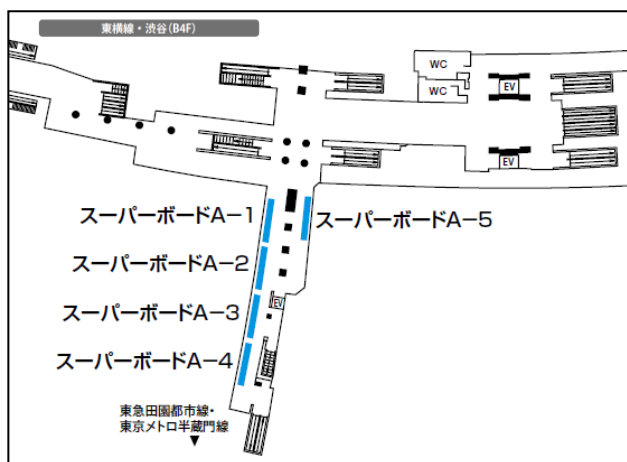 東横線・渋谷(B4F)
WC
WC
EV
EV
スーパーボードA−1
スーパーボードA−5
スーパーボードA−2
EV
スーパーボードA−3
スーパーボードA−4
東急田園都市線・
東京メトロ半蔵門線
▼